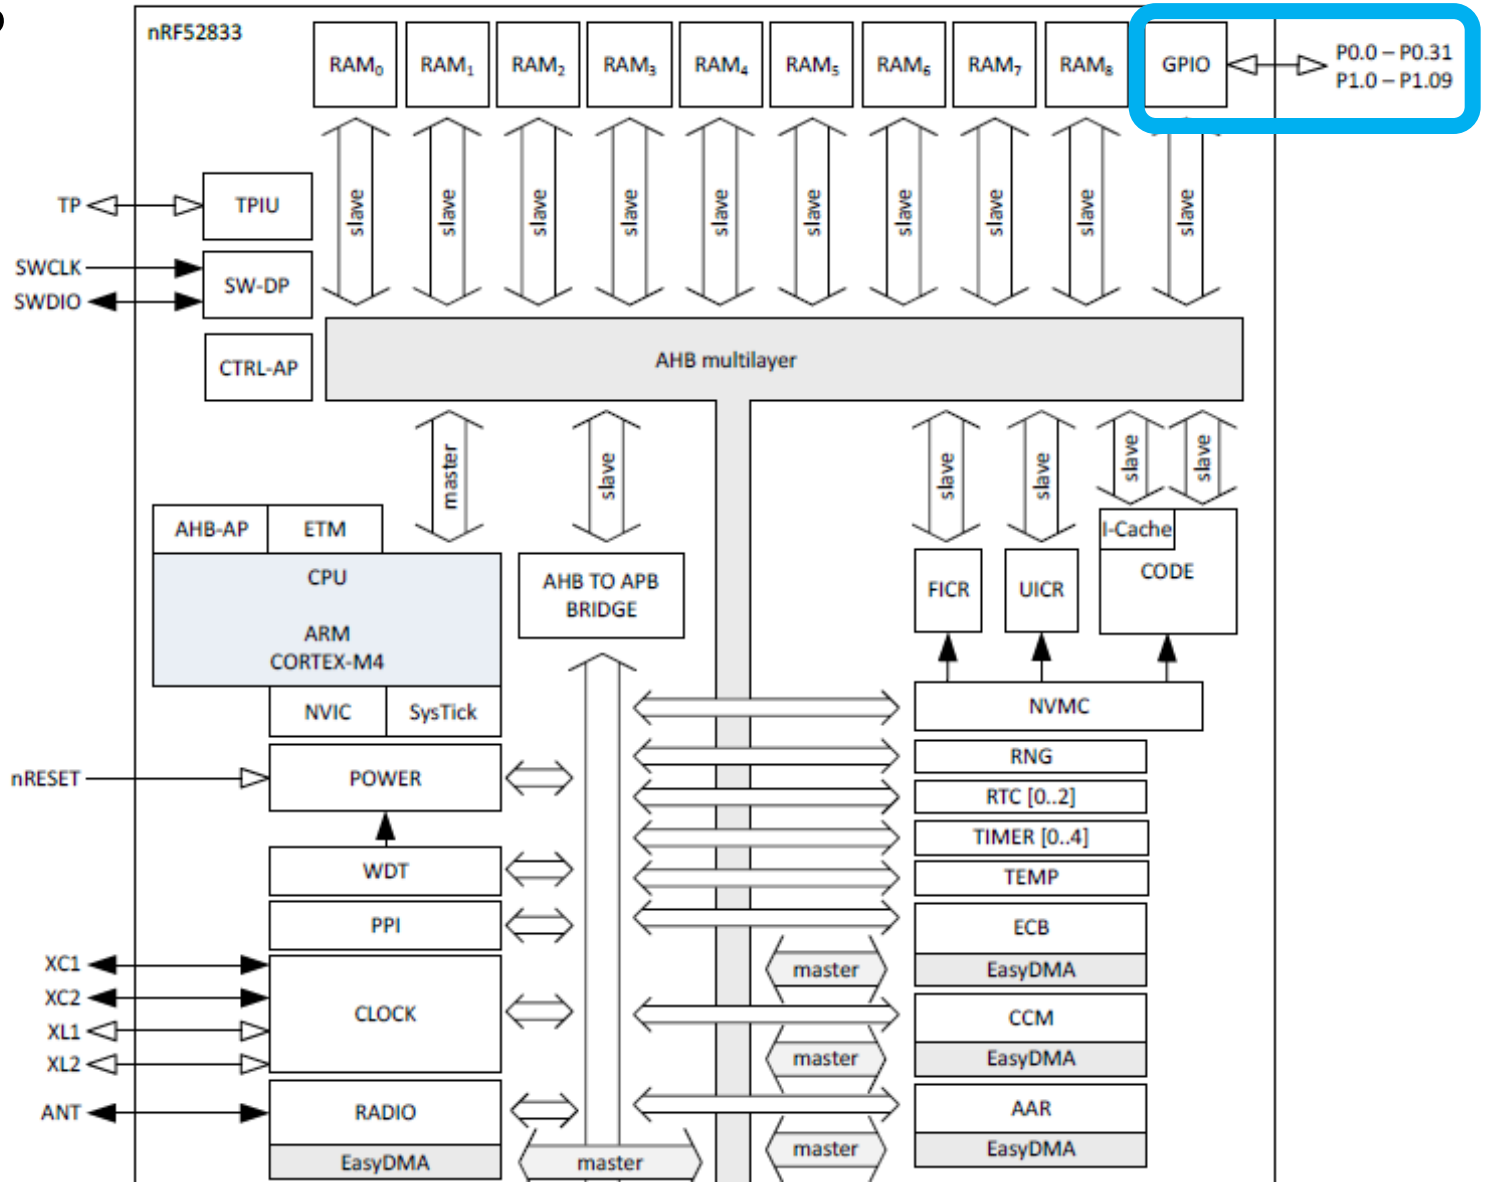 nRF52833
RAM₀
RAM₁
RAM₂
RAM₃
RAM₄
RAM₅
RAM₆
RAM₇
RAM₈
GPIO
P0.0 – P0.31
P1.0 – P1.09
slave
slave
slave
slave
slave
slave
slave
slave
slave
slave
TP
TPIU
SWCLK
SWDIO
SW-DP
CTRL-AP
AHB multilayer
master
slave
slave
slave
slave
slave
AHB-AP
ETM
CPU
ARM
CORTEX-M4
NVIC
SysTick
AHB TO APB
BRIDGE
FICR
UICR
I-Cache
CODE
NVMC
nRESET
POWER
RNG
RTC [0..2]
TIMER [0..4]
WDT
TEMP
PPI
ECB
EasyDMA
master
XC1
XC2
XL1
XL2
CLOCK
CCM
EasyDMA
master
ANT
RADIO
EasyDMA
master
AAR
EasyDMA
master